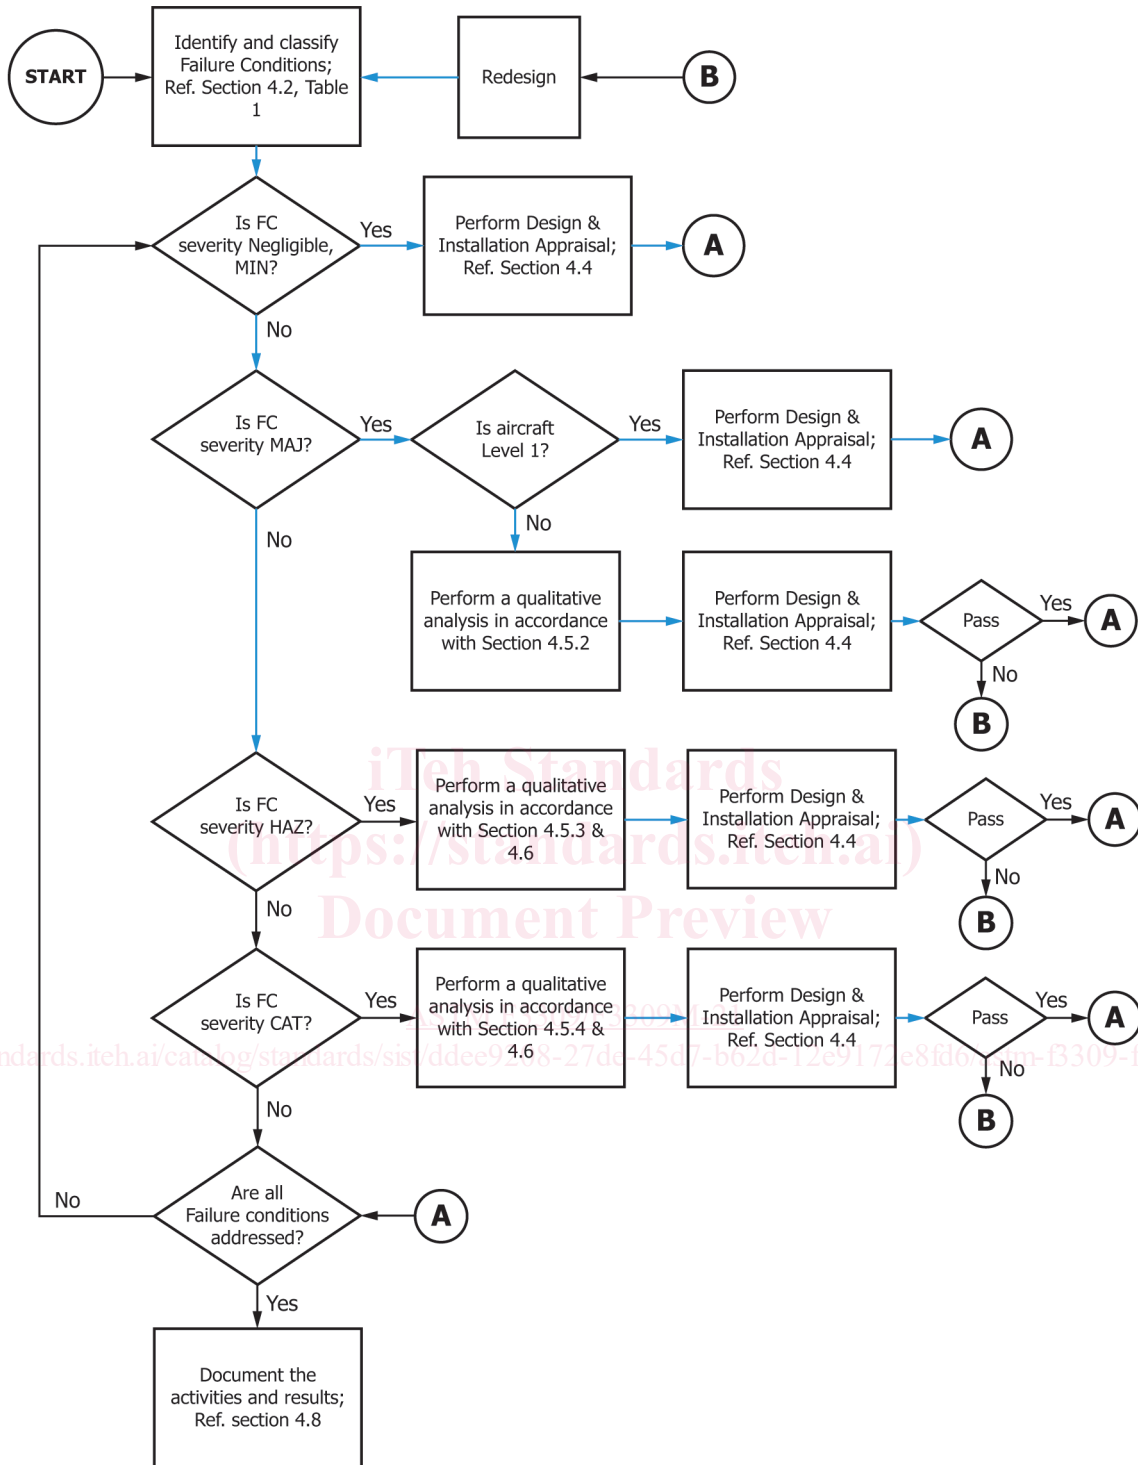 START
Identify and classify
Failure Conditions;
Ref. Section 4.2, Table
1
Redesign
B
Is FC
severity Negligible,
MIN?
Yes
Perform Design &
Installation Appraisal;
Ref. Section 4.4
A
No
Is FC
severity MAJ?
Yes
Is aircraft
Level 1?
Yes
Perform Design &
Installation Appraisal;
Ref. Section 4.4
A
No
No
Perform a qualitative
analysis in accordance
with Section 4.5.2
Perform Design &
Installation Appraisal;
Ref. Section 4.4
Pass
Yes
A
No
B
iTeh Standards
(https://standards.iteh.ai)
Document Preview
Is FC
severity HAZ?
Yes
Perform a qualitative
analysis in accordance
with Section 4.5.3 &
4.6
Perform Design &
Installation Appraisal;
Ref. Section 4.4
Pass
Yes
A
No
B
No
Is FC
severity CAT?
Yes
Perform a qualitative
analysis in accordance
with Section 4.5.4 &
4.6
Perform Design &
Installation Appraisal;
Ref. Section 4.4
Pass
Yes
A
No
B
No
Are all
Failure conditions
addressed?
A
No
Yes
Document the
activities and results;
Ref. section 4.8